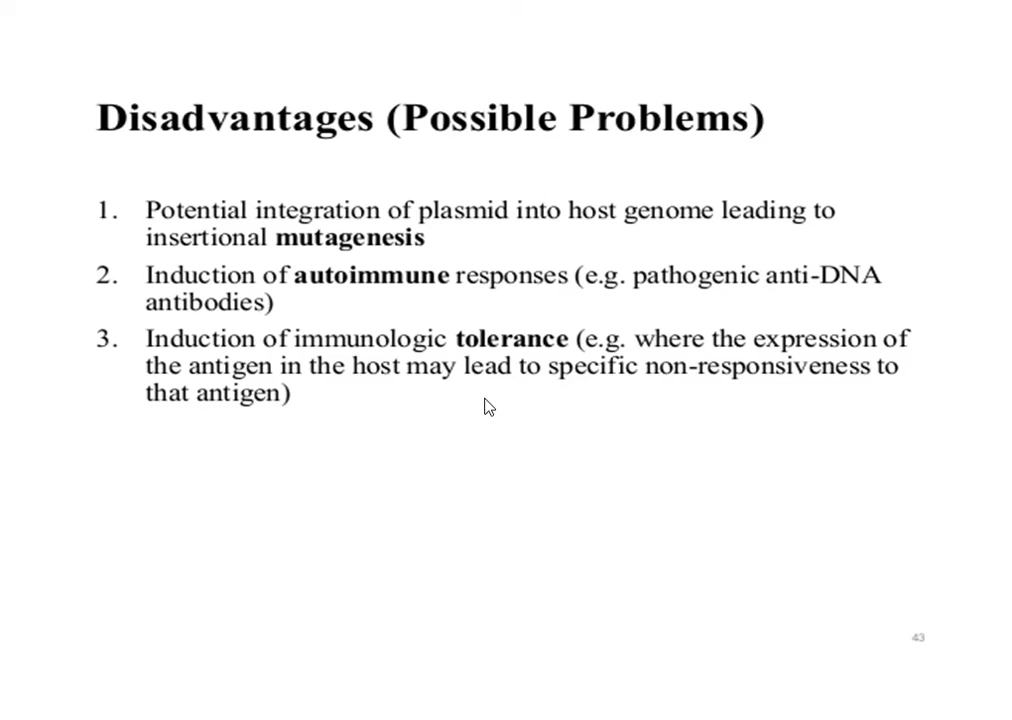 Disadvantages (Possible Problems)
1. Potential integration of plasmid into host genome leading to
insertional mutagenesis
2. Induction of autoimmune responses (e.g. pathogenic anti-DNA
antibodies)
3. Induction of immunologic tolerance (e.g. where the expression of
the antigen in the host may lead to specific non-responsiveness to
that antigen)
43